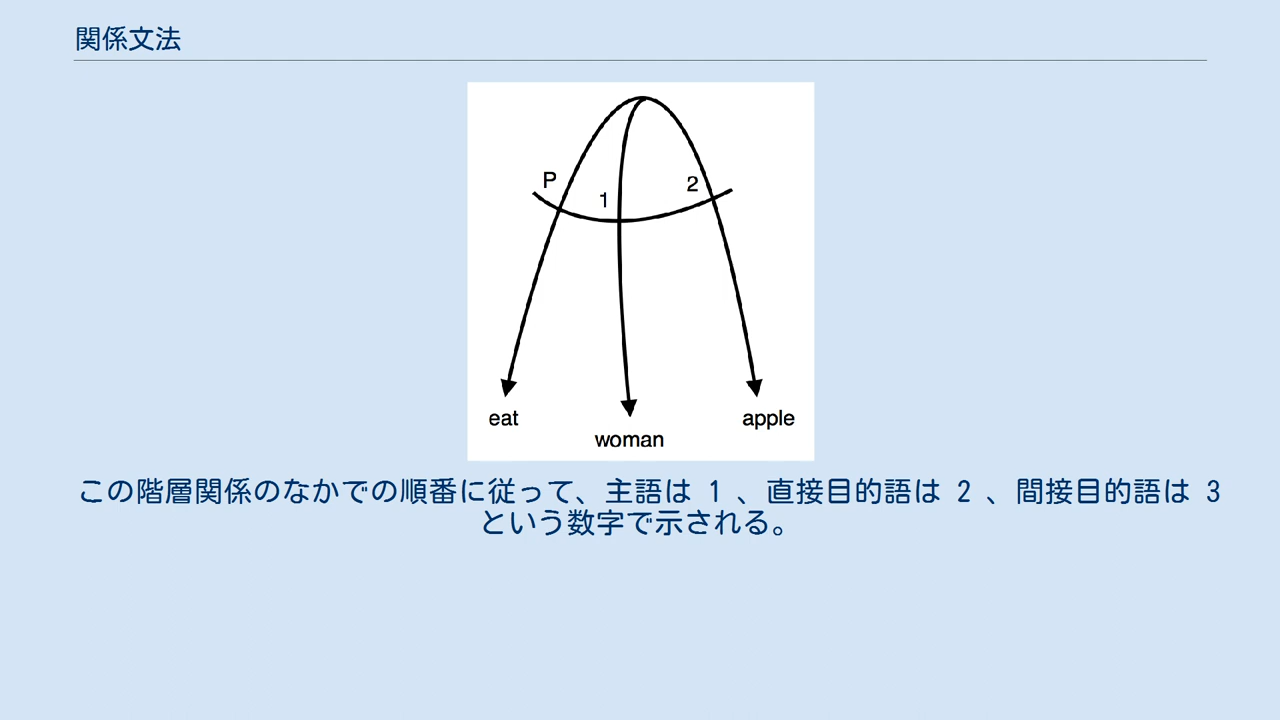 関係文法
P
1
2
eat
woman
apple
この階層関係のなかでの順番に従って、主語は 1 、直接目的語は 2 、間接目的語は 3
という数字で示される。